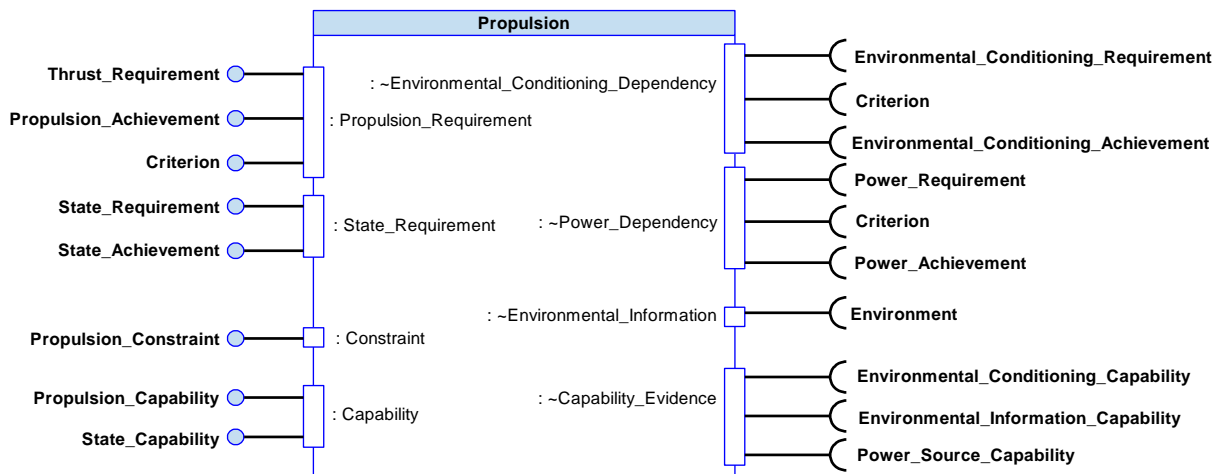 Propulsion
Thrust_Requirement
Propulsion_Achievement
Criterion
: Propulsion_Requirement
State_Requirement
State_Achievement
: State_Requirement
Propulsion_Constraint
: Constraint
Propulsion_Capability
State_Capability
: Capability
: ~Environmental_Conditioning_Dependency
Environmental_Conditioning_Requirement
Criterion
Environmental_Conditioning_Achievement
: ~Power_Dependency
Power_Requirement
Criterion
Power_Achievement
: ~Environmental_Information
Environment
: ~Capability_Evidence
Environmental_Conditioning_Capability
Environmental_Information_Capability
Power_Source_Capability